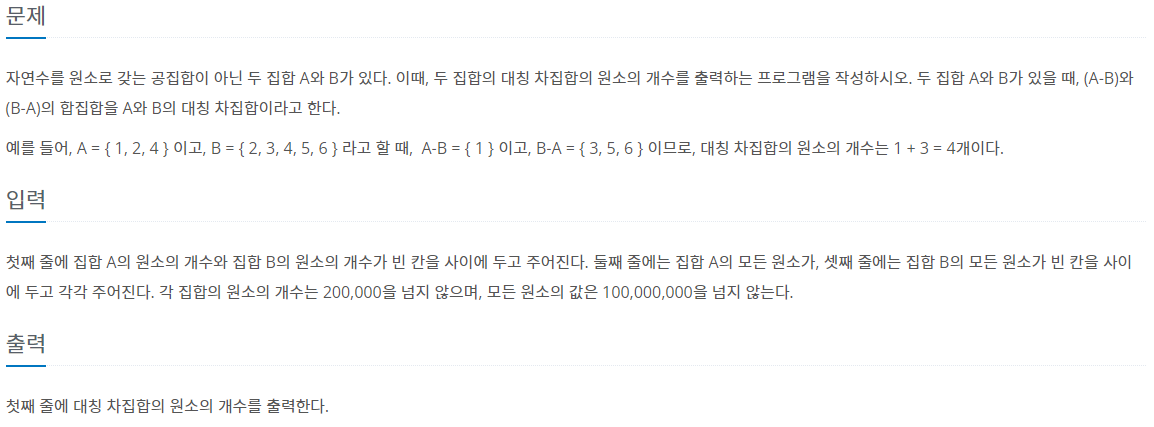 문제
자연수를 원소로 갖는 공집합이 아닌 두 집합 A와 B가 있다. 이때, 두 집합의 대칭 차집합의 원소의 개수를 출력하는 프로그램을 작성하시오. 두 집합 A와 B가 있을 때, (A-B)와
(B-A)의 합집합을 A와 B의 대칭 차집합이라고 한다.
예를 들어, A = { 1, 2, 4 } 이고, B = { 2, 3, 4, 5, 6 } 라고 할 때, A-B = { 1 } 이고, B-A = { 3, 5, 6 } 이므로, 대칭 차집합의 원소의 개수는 1 + 3 = 4개이다.
입력
첫째 줄에 집합 A의 원소의 개수와 집합 B의 원소의 개수가 빈 칸을 사이에 두고 주어진다. 둘째 줄에는 집합 A의 모든 원소가, 셋째 줄에는 집합 B의 모든 원소가 빈 칸을 사이
에 두고 각각 주어진다. 각 집합의 원소의 개수는 200,000을 넘지 않으며, 모든 원소의 값은 100,000,000을 넘지 않는다.
출력
첫째 줄에 대칭 차집합의 원소의 개수를 출력한다.